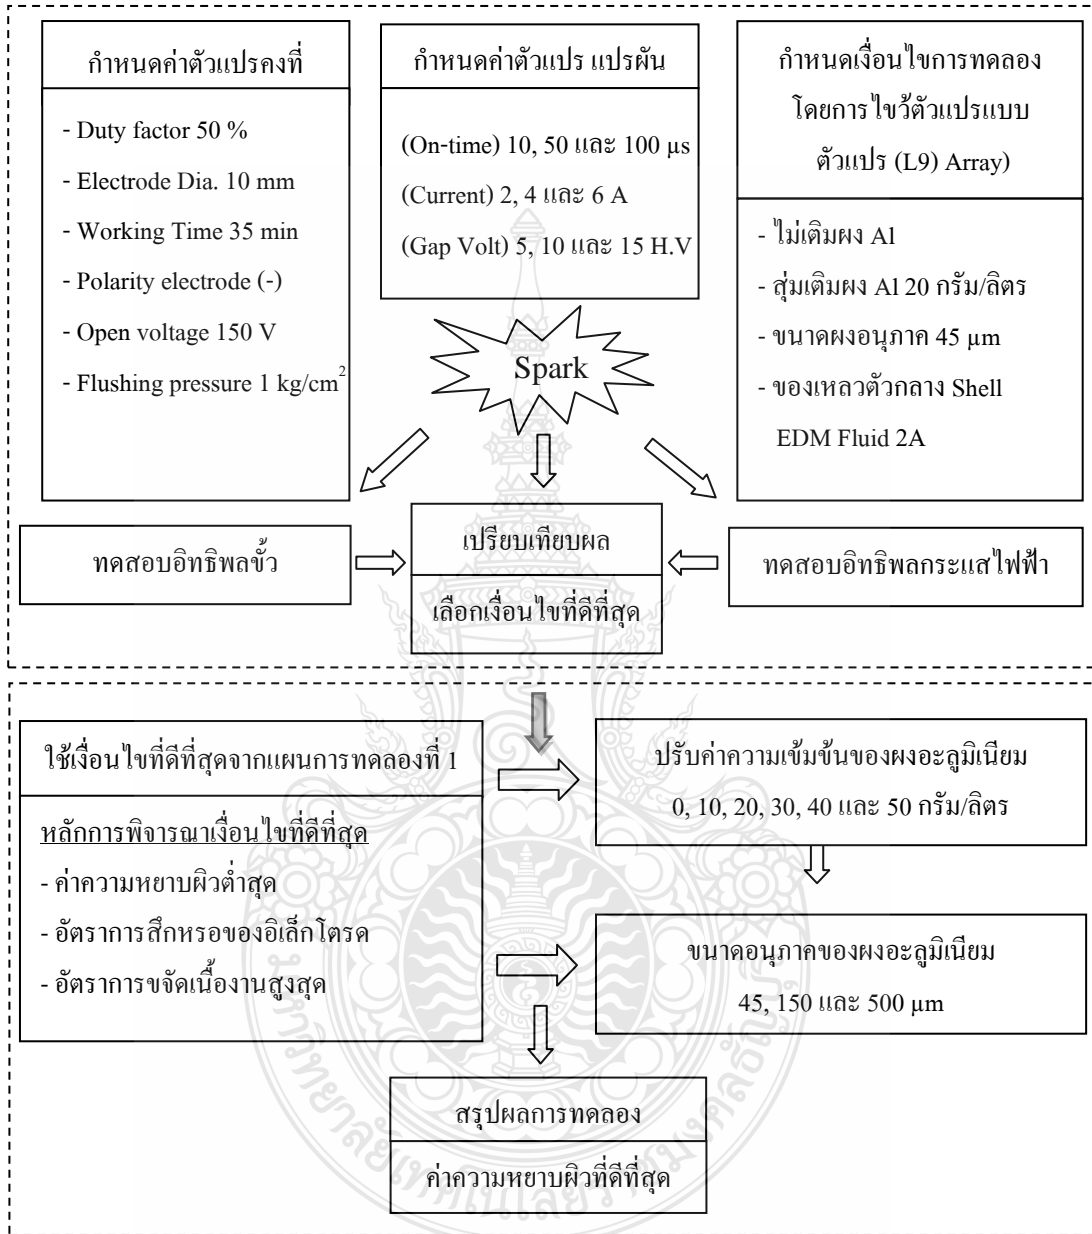 กำหนดค่าตัวแปรคงที่
- Duty factor 50 %
- Electrode Dia. 10 mm
- Working Time 35 min
- Polarity electrode (-)
- Open voltage 150 V
- Flushing pressure 1 kg/cm²
กำหนดค่าตัวแปร แปรผัน
(On-time) 10, 50 และ 100 µs
(Current) 2, 4 และ 6 A
(Gap Volt) 5, 10 และ 15 H.V
กำหนดเงื่อนไขการทดลอง
โดยการไขว้ตัวแปรแบบ
ตัวแปร (L9) Array)
- ไม่เติมผง Al
- สุ่มเติมผง Al 20 กรัม/ลิตร
- ขนาดผงอนุภาค 45 µm
- ของเหลวตัวกลาง Shell
EDM Fluid 2A
Spark
ทดสอบอิทธิพลขั้ว
เปรียบเทียบผล
เลือกเงื่อนไขที่ดีที่สุด
ทดสอบอิทธิพลกระแสไฟฟ้า
ใช้เงื่อนไขที่ดีที่สุดจากแผนการทดลองที่ 1
หลักการพิจารณาเงื่อนไขที่ดีที่สุด
- ค่าความหยาบผิวต่ำสุด
- อัตราการสึกหรอของอิเล็กโตรด
- อัตราการขจัดเนื้องานสูงสุด
ปรับค่าความเข้มข้นของผงอะลูมิเนียม
0, 10, 20, 30, 40 และ 50 กรัม/ลิตร
ขนาดอนุภาคของผงอะลูมิเนียม
45, 150 และ 500 µm
สรุปผลการทดลอง
ค่าความหยาบผิวที่ดีที่สุด